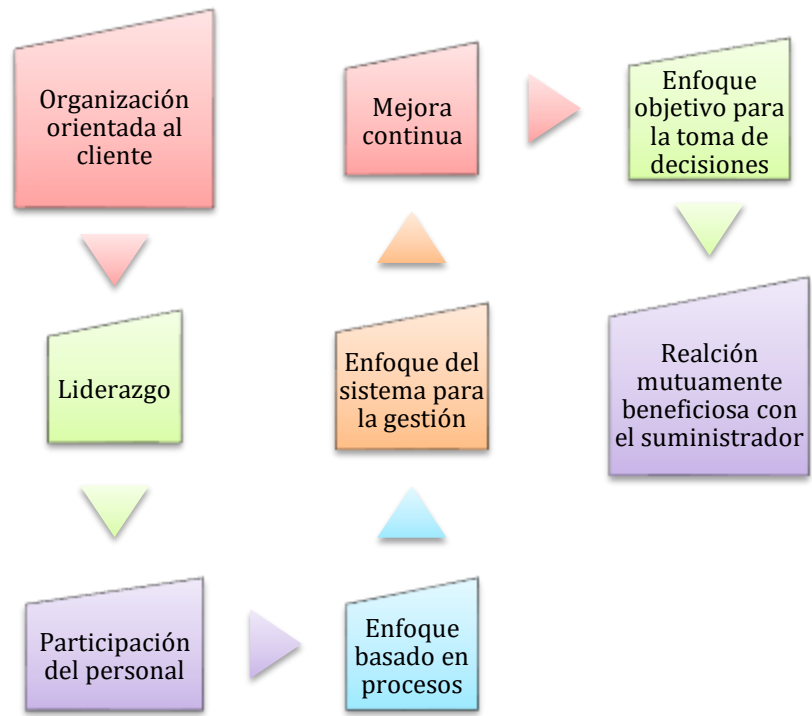 Organización
orientada al
cliente
Liderazgo
Participación
del personal
Enfoque
basado en
procesos
Enfoque del
sistema para
la gestión
Mejora
continua
Enfoque
objetivo para
la toma de
decisiones
Realción
mutuamente
beneficiosa con
el suministrador